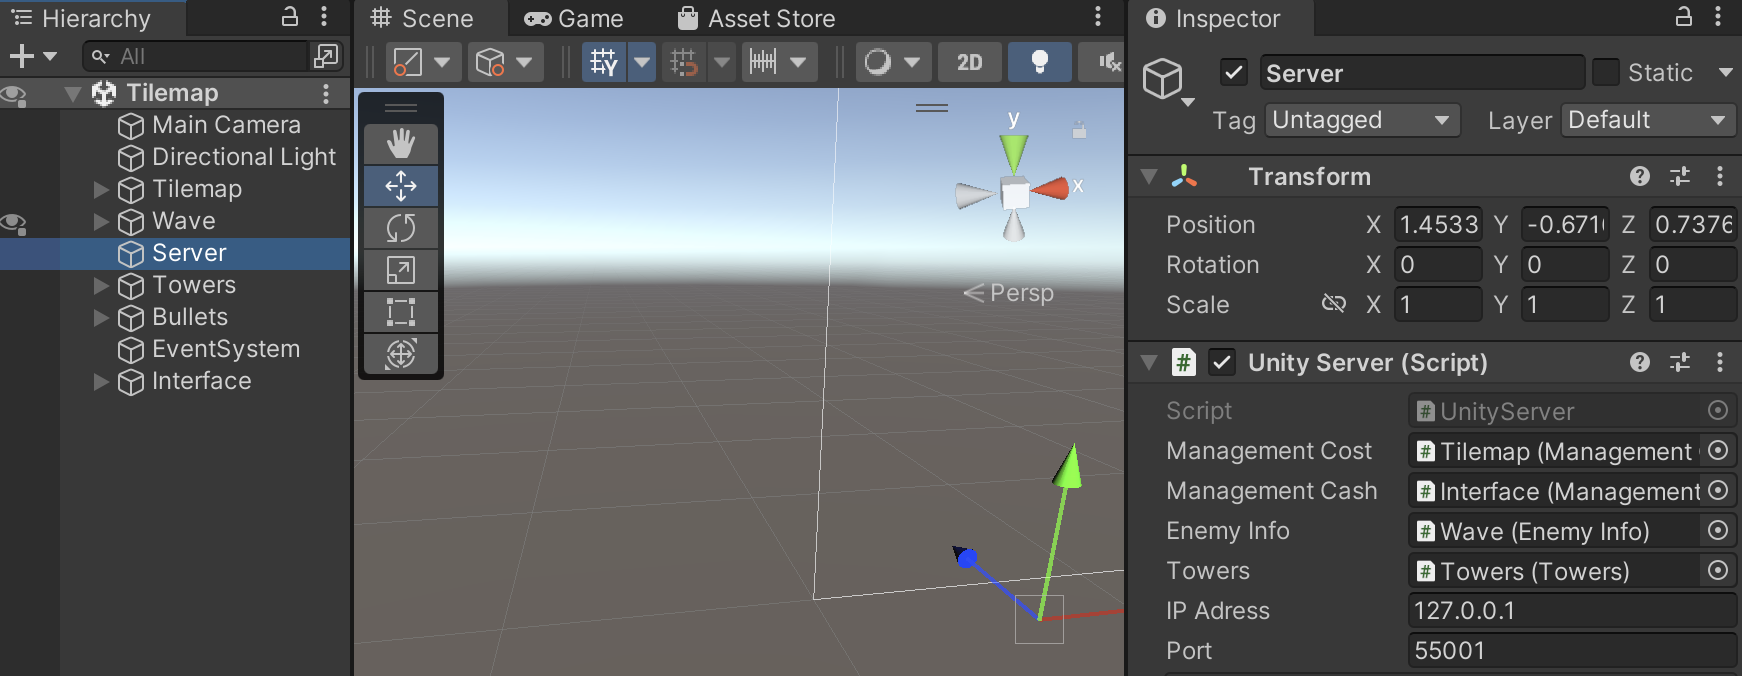 Hierarchy
All
Tilemap
Main Camera
Directional Light
Tilemap
Wave
Server
Towers
Bullets
EventSystem
Interface
Scene Game Asset Store
2D
y
x
Persp
Inspector
Server Static
Tag Untagged Layer Default
Transform
Position X 1.4533 Y -0.671 Z 0.7376
Rotation X 0 Y 0 Z 0
Scale X 1 Y 1 Z 1
# Unity Server (Script)
Script # UnityServer
Management Cost # Tilemap (Management
Management Cash # Interface (Management
Enemy Info # Wave (Enemy Info)
Towers # Towers (Towers)
IP Adress 127.0.0.1
Port 55001